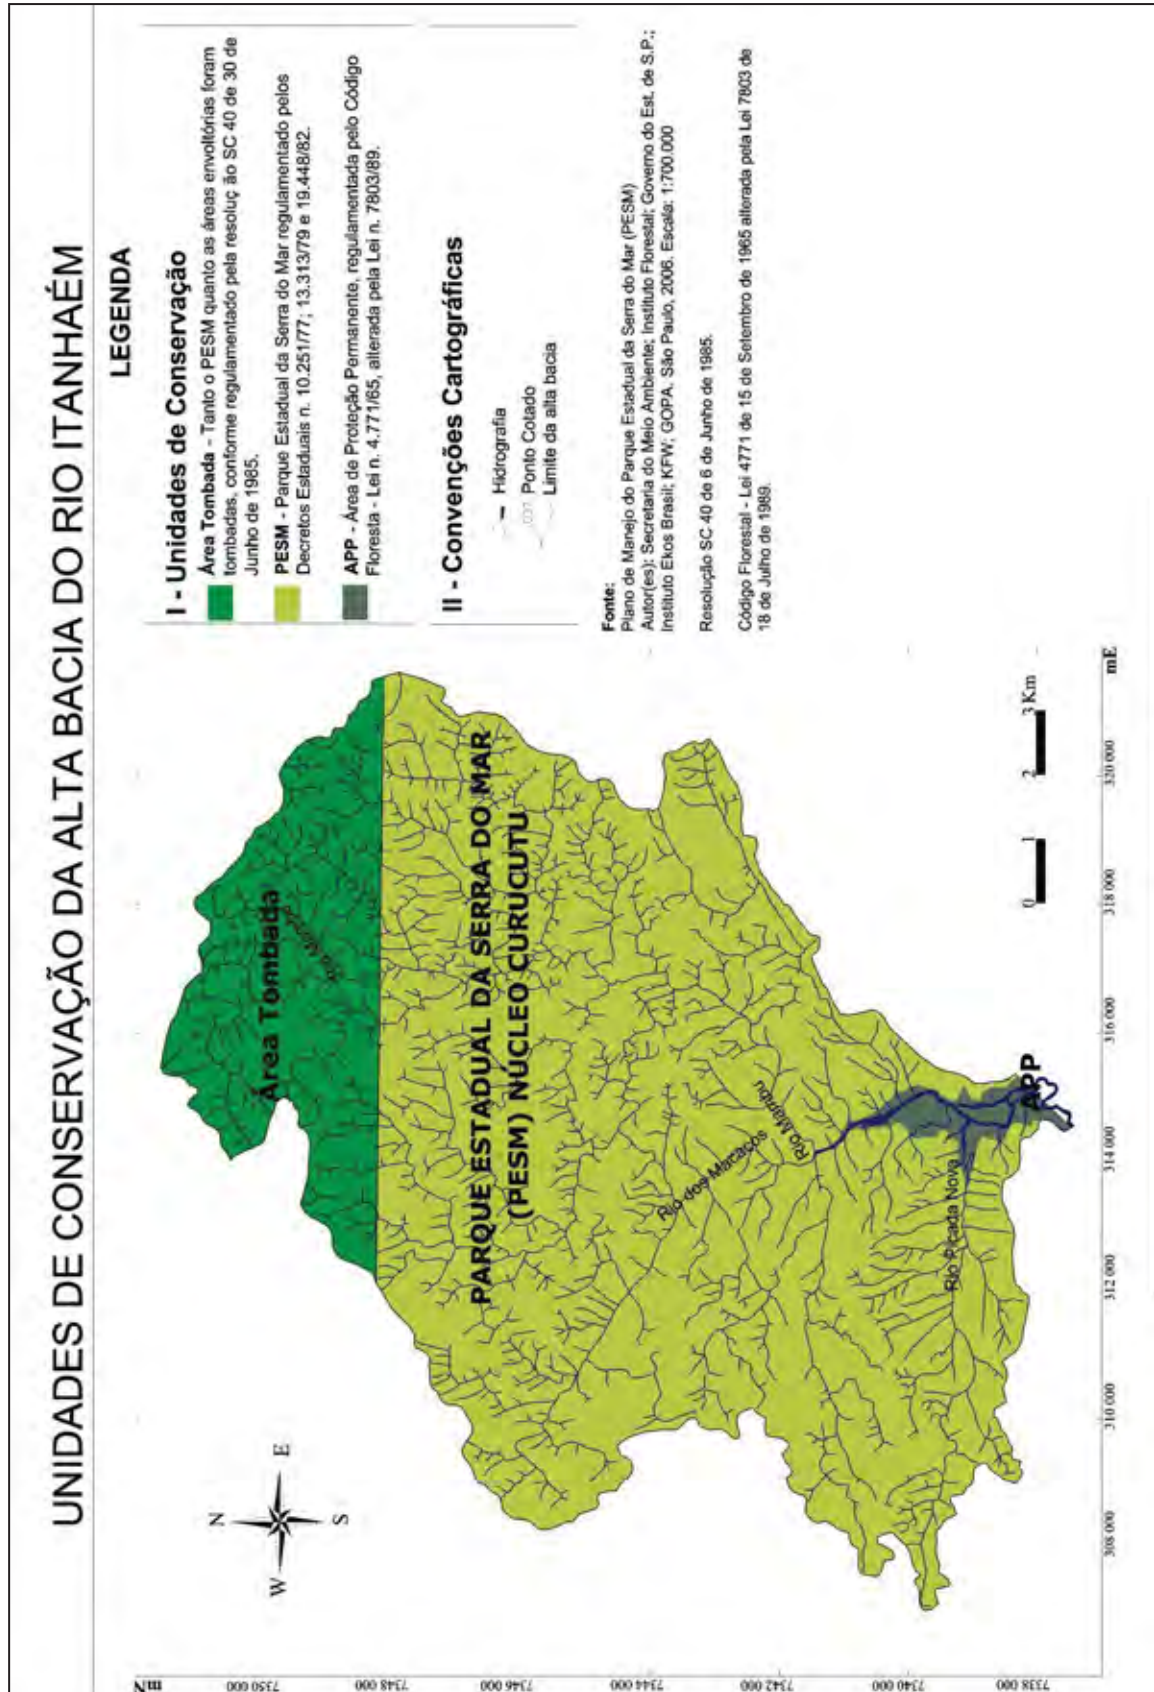 UNIDADES DE CONSERVAÇÃO DA ALTA BACIA DO RIO ITANHAÉM
LEGENDA
I - Unidades de Conservação
Área Tombada - Tanto o PESM quanto as áreas envoltórias foram
tombadas, conforme regulamentado pela resoluç ão SC 40 de 30 de
Junho de 1985.
PESM - Parque Estadual da Serra do Mar regulamentado pelos
Decretos Estaduais n. 10.251/77; 13.313/79 e 19.448/82.
APP - Área de Proteção Permanente, regulamentada pelo Código
Floresta - Lei n. 4.771/65, alterada pela Lei n. 7803/89.
II - Convenções Cartográficas
Hidrografia
Ponto Cotado
Limite da alta bacia
Fonte:
Plano de Manejo do Parque Estadual da Serra do Mar (PESM)
Autor(es): Secretaria do Meio Ambiente; Instituto Florestal; Governo do Est. de S.P.;
Instituto Ekos Brasil; KFW; GOPA. São Paulo, 2006. Escala: 1:700.000
Resolução SC 40 de 6 de Junho de 1985.
Código Florestal - Lei 4771 de 15 de Setembro de 1965 alterada pela Lei 7803 de
18 de Julho de 1989.
N
W E
S
Área Tombada
PARQUE ESTADUAL DA SERRA DO MAR
(PESM) NÚCLEO CURUCUTU
Rio dos Macacos
Rio Mambu
Rio Picada Nova
APP
0 1 2 3 Km
mN
7350 000
7348 000
7346 000
7344 000
7342 000
7340 000
7338 000
308 000
310 000
312 000
314 000
316 000
318 000
320 000
mE